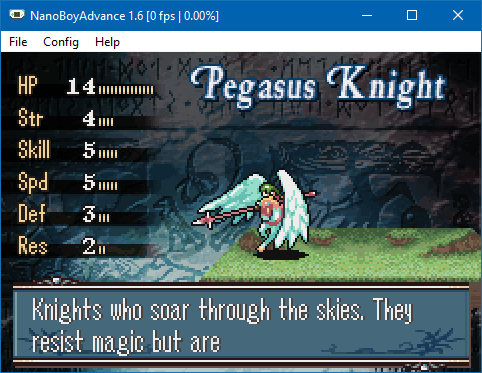 NanoBoyAdvance 1.6 [0 fps | 0.00%]
File Config Help
Pegasus Knight
HP 14
Str 4
Skill 5
Spd 5
Def 3
Res 2
Knights who soar through the skies. They
resist magic but are